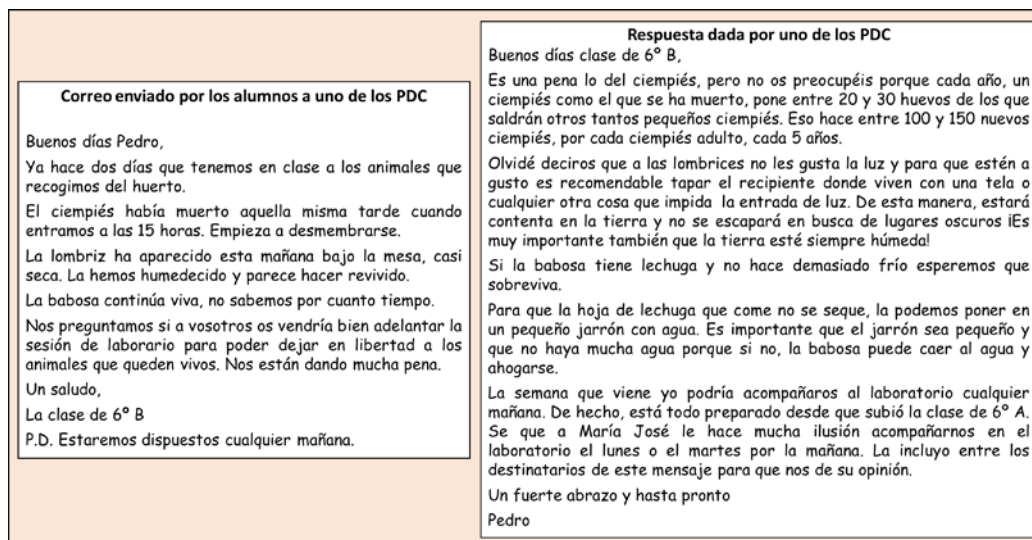 Correo enviado por los alumnos a uno de los PDC
Buenos días Pedro,
Ya hace dos días que tenemos en clase a los animales que
recogimos del huerto.
El ciempiés había muerto aquella misma tarde cuando
entramos a las 15 horas. Empieza a desmembrarse.
La lombriz ha aparecido esta mañana bajo la mesa, casi
seca. La hemos humedecido y parece hacer revivido.
La babosa continúa viva, no sabemos por cuanto tiempo.
Nos preguntamos si a vosotros os vendría bien adelantar la
sesión de laborario para poder dejar en libertad a los
animales que queden vivos. Nos están dando mucha pena.
Un saludo,
La clase de 6º B
P.D. Estaremos dispuestos cualquier mañana.
Respuesta dada por uno de los PDC
Buenos días clase de 6º B,
Es una pena lo del ciempiés, pero no os preocupéis porque cada año, un
ciempiés como el que se ha muerto, pone entre 20 y 30 huevos de los que
saldrán otros tantos pequeños ciempiés. Eso hace entre 100 y 150 nuevos
ciempiés, por cada ciempiés adulto, cada 5 años.
Olvidé deciros que a las lombrices no les gusta la luz y para que estén a
gusto es recomendable tapar el recipiente donde viven con una tela o
cualquier otra cosa que impida la entrada de luz. De esta manera, estará
contenta en la tierra y no se escapará en busca de lugares oscuros ¡Es
muy importante también que la tierra esté siempre húmeda!
Si la babosa tiene lechuga y no hace demasiado frío esperemos que
sobreviva.
Para que la hoja de lechuga que come no se seque, la podemos poner en
un pequeño jarrón con agua. Es importante que el jarrón sea pequeño y
que no haya mucha agua porque si no, la babosa puede caer al agua y
ahogarse.
La semana que viene yo podría acompañaros al laboratorio cualquier
mañana. De hecho, está todo preparado desde que subió la clase de 6º A.
Se que a María José le hace mucha ilusión acompañarnos en el
laboratorio el lunes o el martes por la mañana. La incluyo entre los
destinatarios de este mensaje para que nos de su opinión.
Un fuerte abrazo y hasta pronto
Pedro